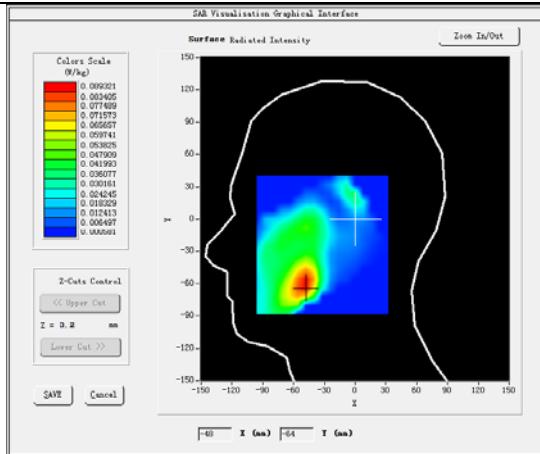 SAR Visualisation Graphical Interface
Surface Radiated Intensity
Zoom In/Out
Colors Scale
(W/kg)
0.089321
0.083405
0.077489
0.071573
0.065657
0.059741
0.053825
0.047909
0.041993
0.036077
0.030161
0.024245
0.018329
0.012413
0.006497
0.000581
150
120
90
60
30
0
-30
-60
-90
-120
-150
Y
-150 -120 -90 -60 -30 0 30 60 90 120 150
X
Z-Cuts Control
<< Upper Cut
Z = 3.2 mm
Lower Cut >>
SAVE Cancel
-48 X (mm) -64 Y (mm)